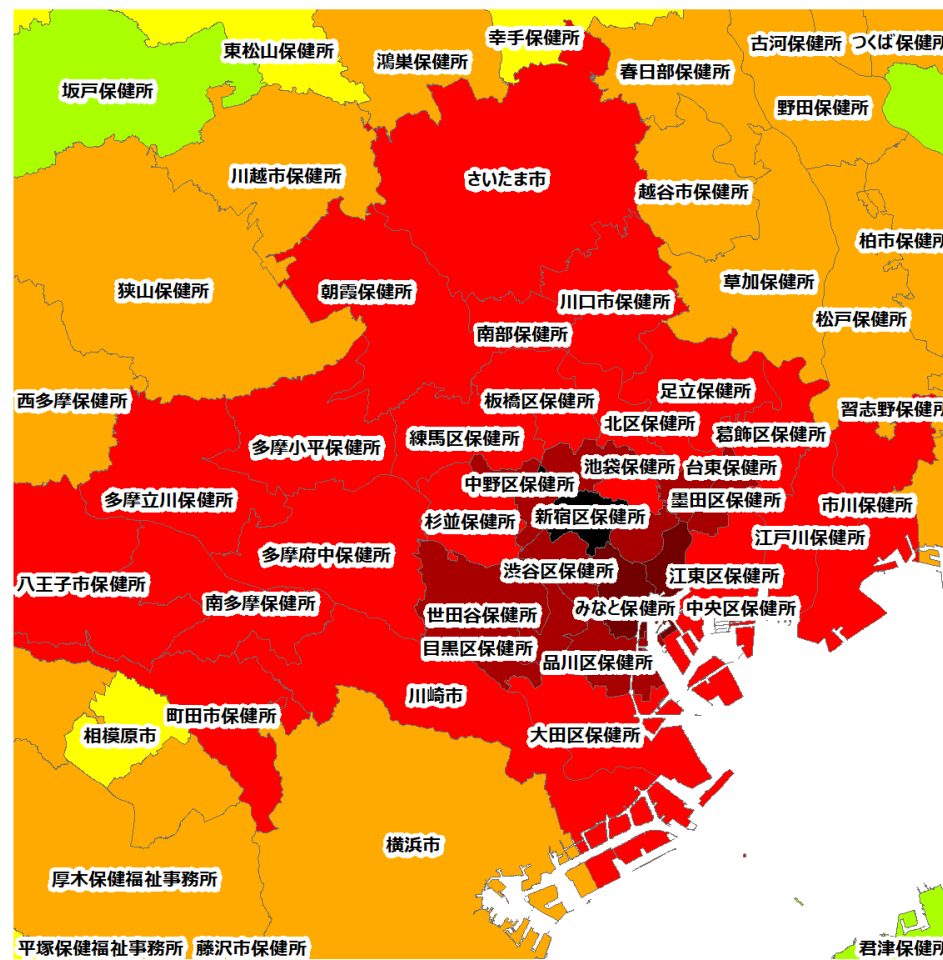 幸手保健所
古河保健所
つくば保健所
東松山保健所
鴻巣保健所
春日部保健所
坂戸保健所
野田保健所
川越市保健所
さいたま市
越谷市保健所
柏市保健所
狭山保健所
朝霞保健所
川口市保健所
草加保健所
南部保健所
松戸保健所
西多摩保健所
板橋区保健所
足立保健所
習志野保健所
多摩小平保健所
練馬区保健所
北区保健所
葛飾区保健所
池袋保健所
台東保健所
中野区保健所
多摩立川保健所
墨田区保健所
市川保健所
杉並保健所
新宿区保健所
江戸川保健所
多摩府中保健所
八王子市保健所
渋谷区保健所
江東区保健所
南多摩保健所
世田谷保健所
みなと保健所
中央区保健所
目黒区保健所
品川区保健所
川崎市
町田市保健所
相模原市
大田区保健所
横浜市
厚木保健福祉事務所
平塚保健福祉事務所
藤沢市保健所
君津保健所